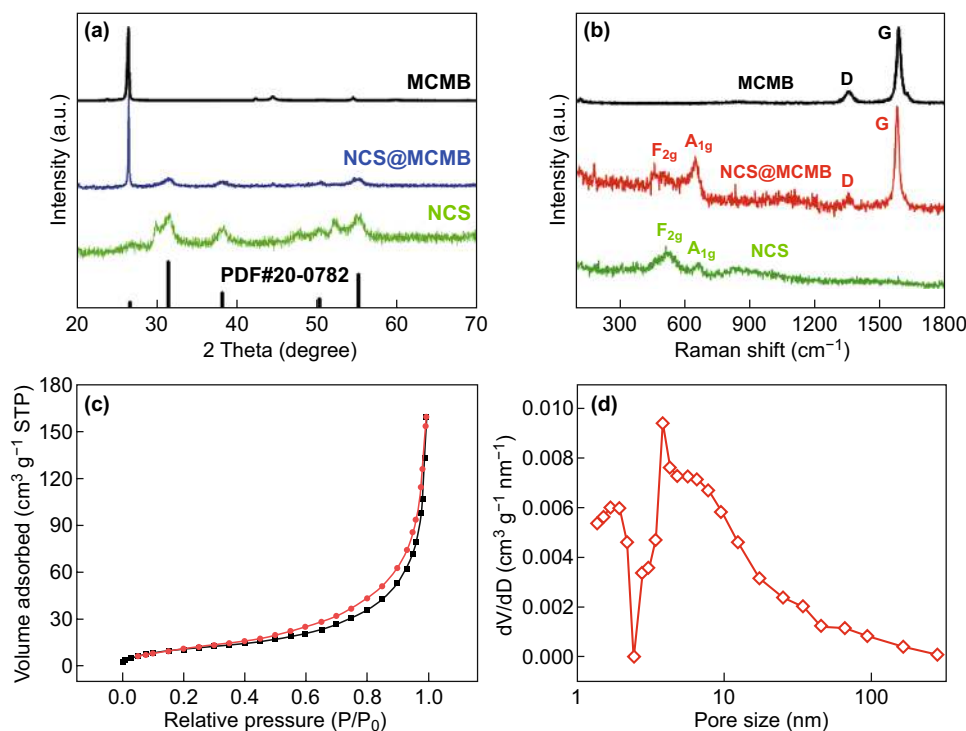 (a)
MCMB
NCS@MCMB
NCS
PDF#20-0782
20 30 40 50 60 70
2 Theta (degree)
Intensity (a.u.)
(b)
G
MCMB
D
G
F2g
A1g
NCS@MCMB
D
F2g
A1g
NCS
300 600 900 1200 1500 1800
Raman shift (cm−1)
Intensity (a.u.)
(c)
180
150
120
90
60
30
0
0.0 0.2 0.4 0.6 0.8 1.0
Relative pressure (P/P0)
Volume adsorbed (cm3 g−1 STP)
(d)
0.010
0.008
0.006
0.004
0.002
0.000
1 10 100
Pore size (nm)
dV/dD (cm3 g−1 nm−1)